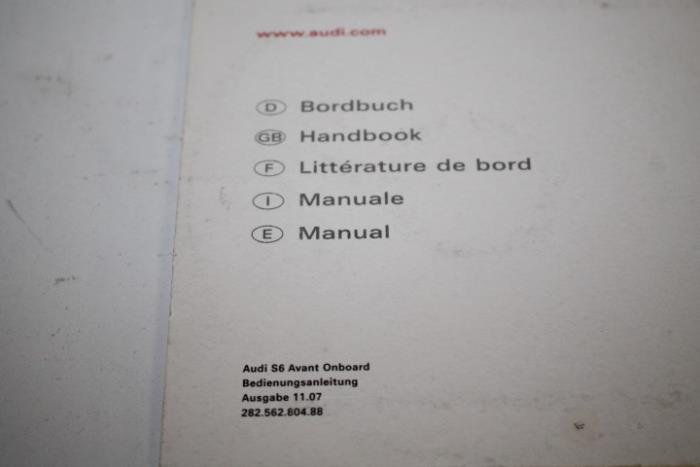 www.audi.com
D Bordbuch
GB Handbook
F Littérature de bord
I Manuale
E Manual
Audi S6 Avant Onboard
Bedienungsanleitung
Ausgabe 11.07
282.562.804.88